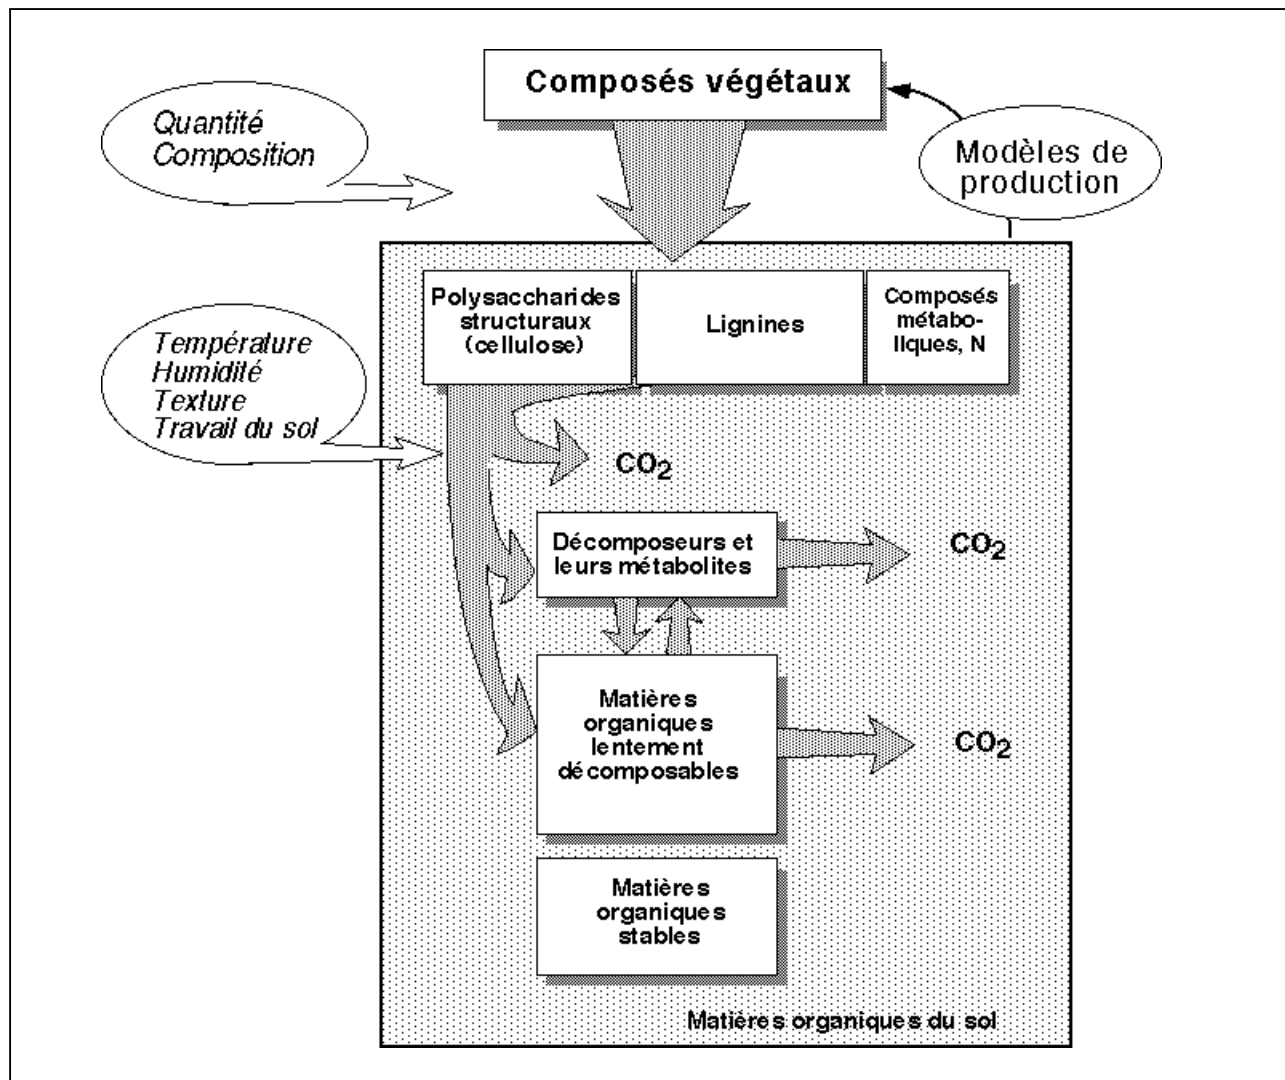 Composés végétaux
Quantité
Composition
Modèles de
production
Polysaccharides
structuraux
(cellulose)
Lignines
Composés
métabo-
liques, N
Température
Humidité
Texture
Travail du sol
CO2
Décomposeurs et
leurs métabolites
CO2
Matières
organiques
lentement
décomposables
CO2
Matières
organiques
stables
Matières organiques du sol